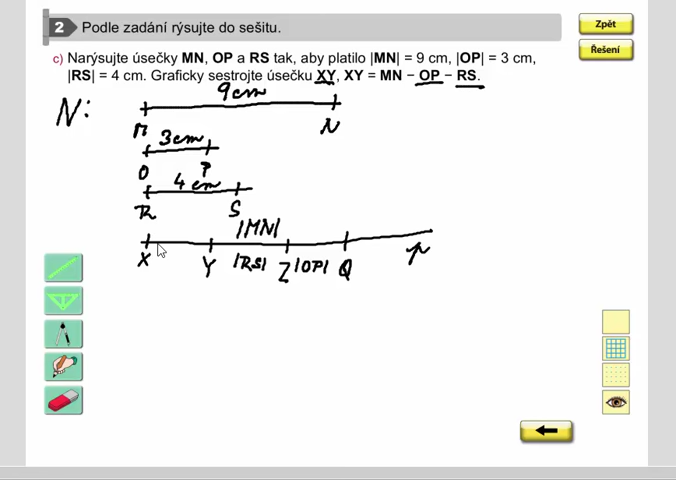 2 Podle zadání rýsujte do sešitu.
Zpět
Řešení
c) Narýsujte úsečky MN, OP a RS tak, aby platilo |MN| = 9 cm, |OP| = 3 cm,
|RS| = 4 cm. Graficky sestrojte úsečku XY, XY = MN − OP − RS.
N:
9cm
M N
3cm
O P
4 cm
R S
|MN|
X Y |RS| Z |OP| Q p